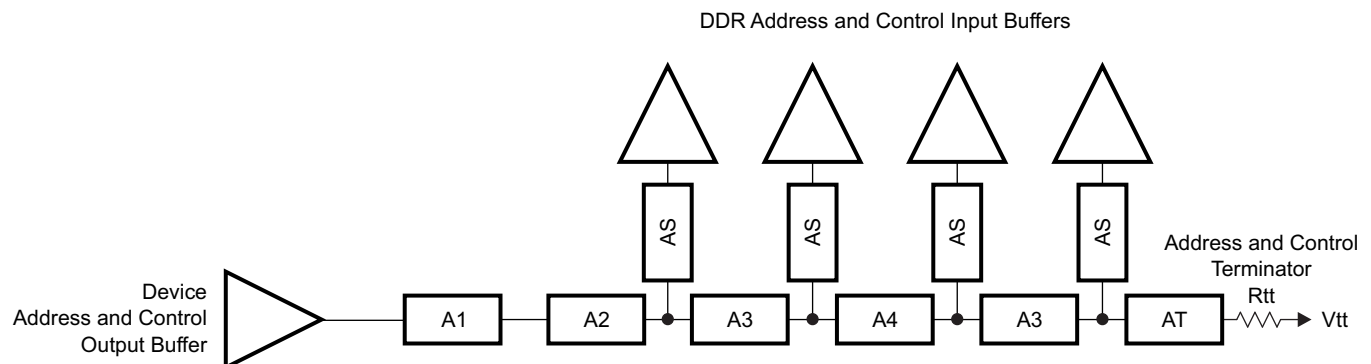 DDR Address and Control Input Buffers
AS
AS
AS
AS
Address and Control
Terminator
Rtt
Device
Address and Control
Output Buffer
A1
A2
A3
A4
A3
AT
Vtt